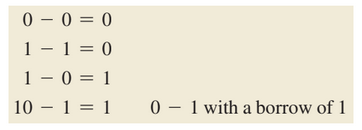 0 − 0 = 0
1 − 1 = 0
1 − 0 = 1
10 − 1 = 1 0 − 1 with a borrow of 1